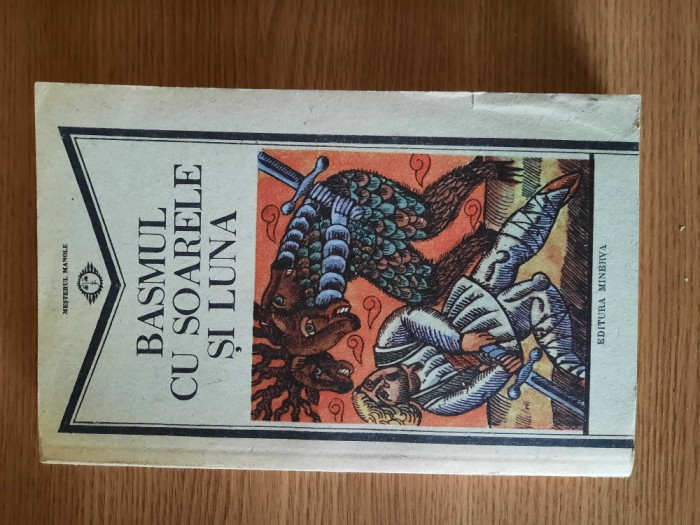 MEȘTERUL MANOLE
BASMUL
CU SOARELE
ȘI LUNA
EDITURA MINERVA